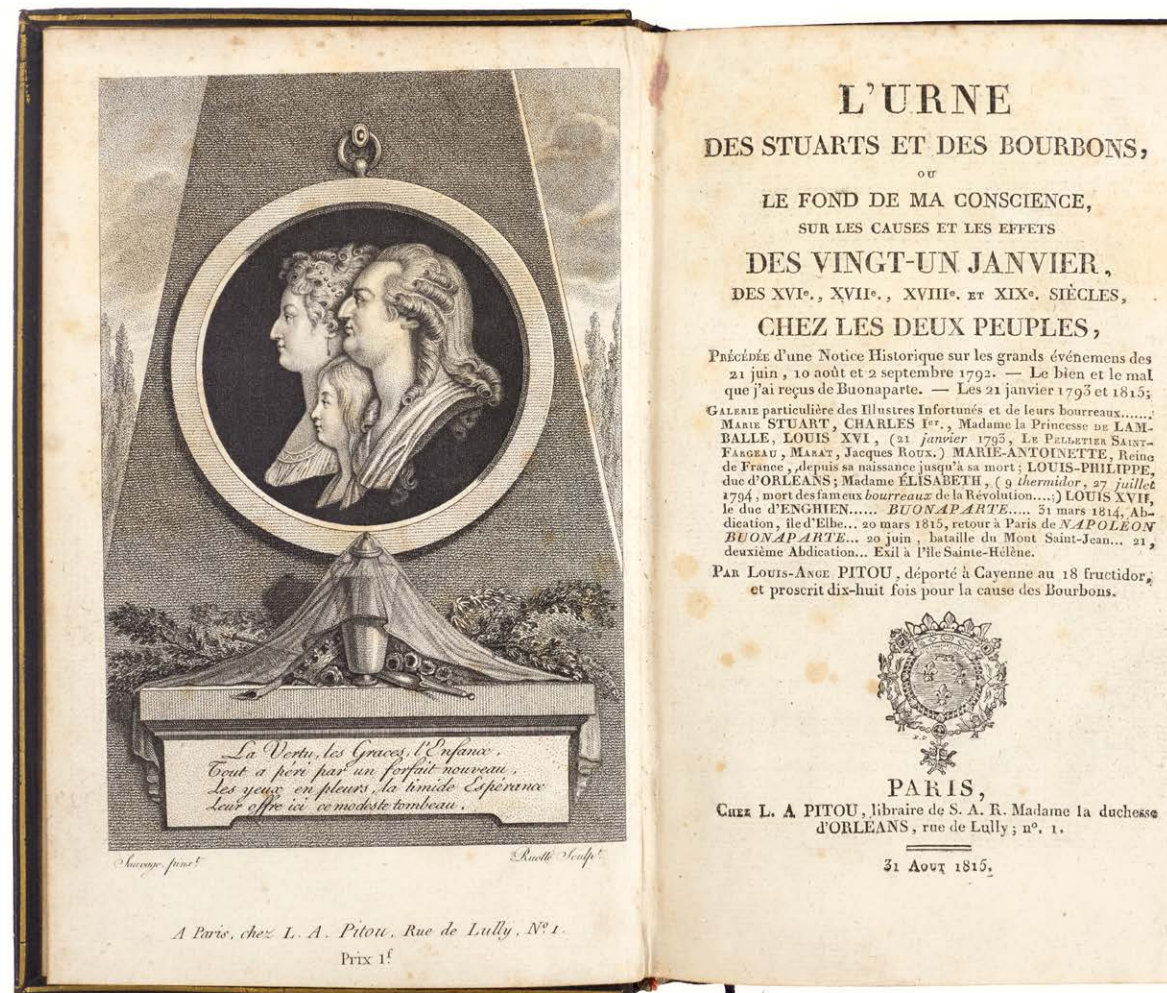 La Vertu, les Graces, l'Enfance,
Tout a peri par un forfait nouveau,
Les yeux en pleurs, la timide Esperance
Leur offre ici ce modeste tombeau.
Sauvage, pinx.t
Ruotte Sculp.t
A Paris, chez L. A. Pitou, Rue de Lully, No. 1.
Prix 1.f
L'URNE
DES STUARTS ET DES BOURBONS,
OU
LE FOND DE MA CONSCIENCE,
SUR LES CAUSES ET LES EFFETS
DES VINGT-UN JANVIER,
DES XVIe., XVIIe., XVIIIe. ET XIXe. SIÈCLES,
CHEZ LES DEUX PEUPLES,
PRÉCÉDÉE d'une Notice Historique sur les grands événemens des
21 juin, 10 août et 2 septembre 1792. — Le bien et le mal
que j'ai reçus de Buonaparte. — Les 21 janvier 1793 et 1815;
GALERIE particulière des Illustres Infortunés et de leurs bourreaux......:
MARIE STUART, CHARLES Ier., Madame la Princesse DE LAM-
BALLE, LOUIS XVI, (21 janvier 1793, LE PELLETIER SAINT-
FARGEAU, MARAT, Jacques Roux.) MARIE-ANTOINETTE, Reine
de France, depuis sa naissance jusqu'à sa mort; LOUIS-PHILIPPE,
duc d'ORLEANS; Madame ÉLISABETH, (9 thermidor, 27 juillet
1794, mort des fameux bourreaux de la Révolution....;) LOUIS XVII,
le duc d'ENGHIEN...... BUONAPARTE..... 31 mars 1814, Ab-
dication, île d'Elbe... 20 mars 1815, retour à Paris de NAPOLÉON
BUONAPARTE... 20 juin, bataille du Mont Saint-Jean... 21,
deuxième Abdication... Exil à l'île Sainte-Hélène.
PAR LOUIS-ANGE PITOU, déporté à Cayenne au 18 fructidor,
et proscrit dix-huit fois pour la cause des Bourbons.
PARIS,
CHEZ L. A PITOU, libraire de S. A. R. Madame la duchesse
d'ORLEANS, rue de Lully; no. 1.
31 AOUT 1815.